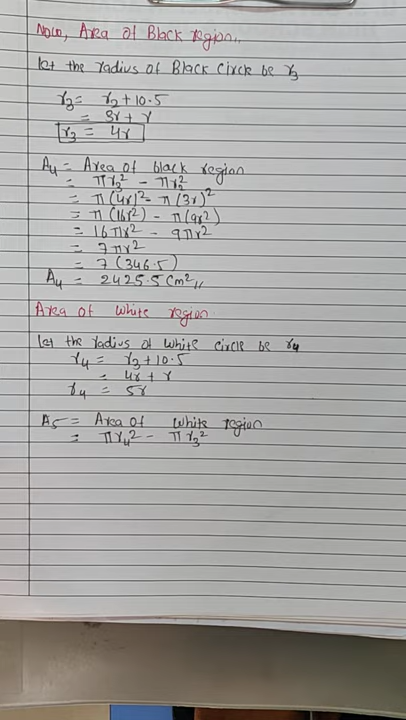 Now, Area of Black region..
let the radius of Black Circle be r3
r3 = r2 + 10.5
= 3r + r
r3 = 4r
A4 = Area of black region
= πr3² - πr2²
= π(4r)² - π(3r)²
= π(16r²) - π(9r²)
= 16πr² - 9πr²
= 7πr²
= 7(346.5)
A4 = 2425.5 Cm²,,
Area of white region
let the radius of white circle be r4
r4 = r3 + 10.5
= 4r + r
r4 = 5r
A5 = Area of white region
= πr4² - πr3²